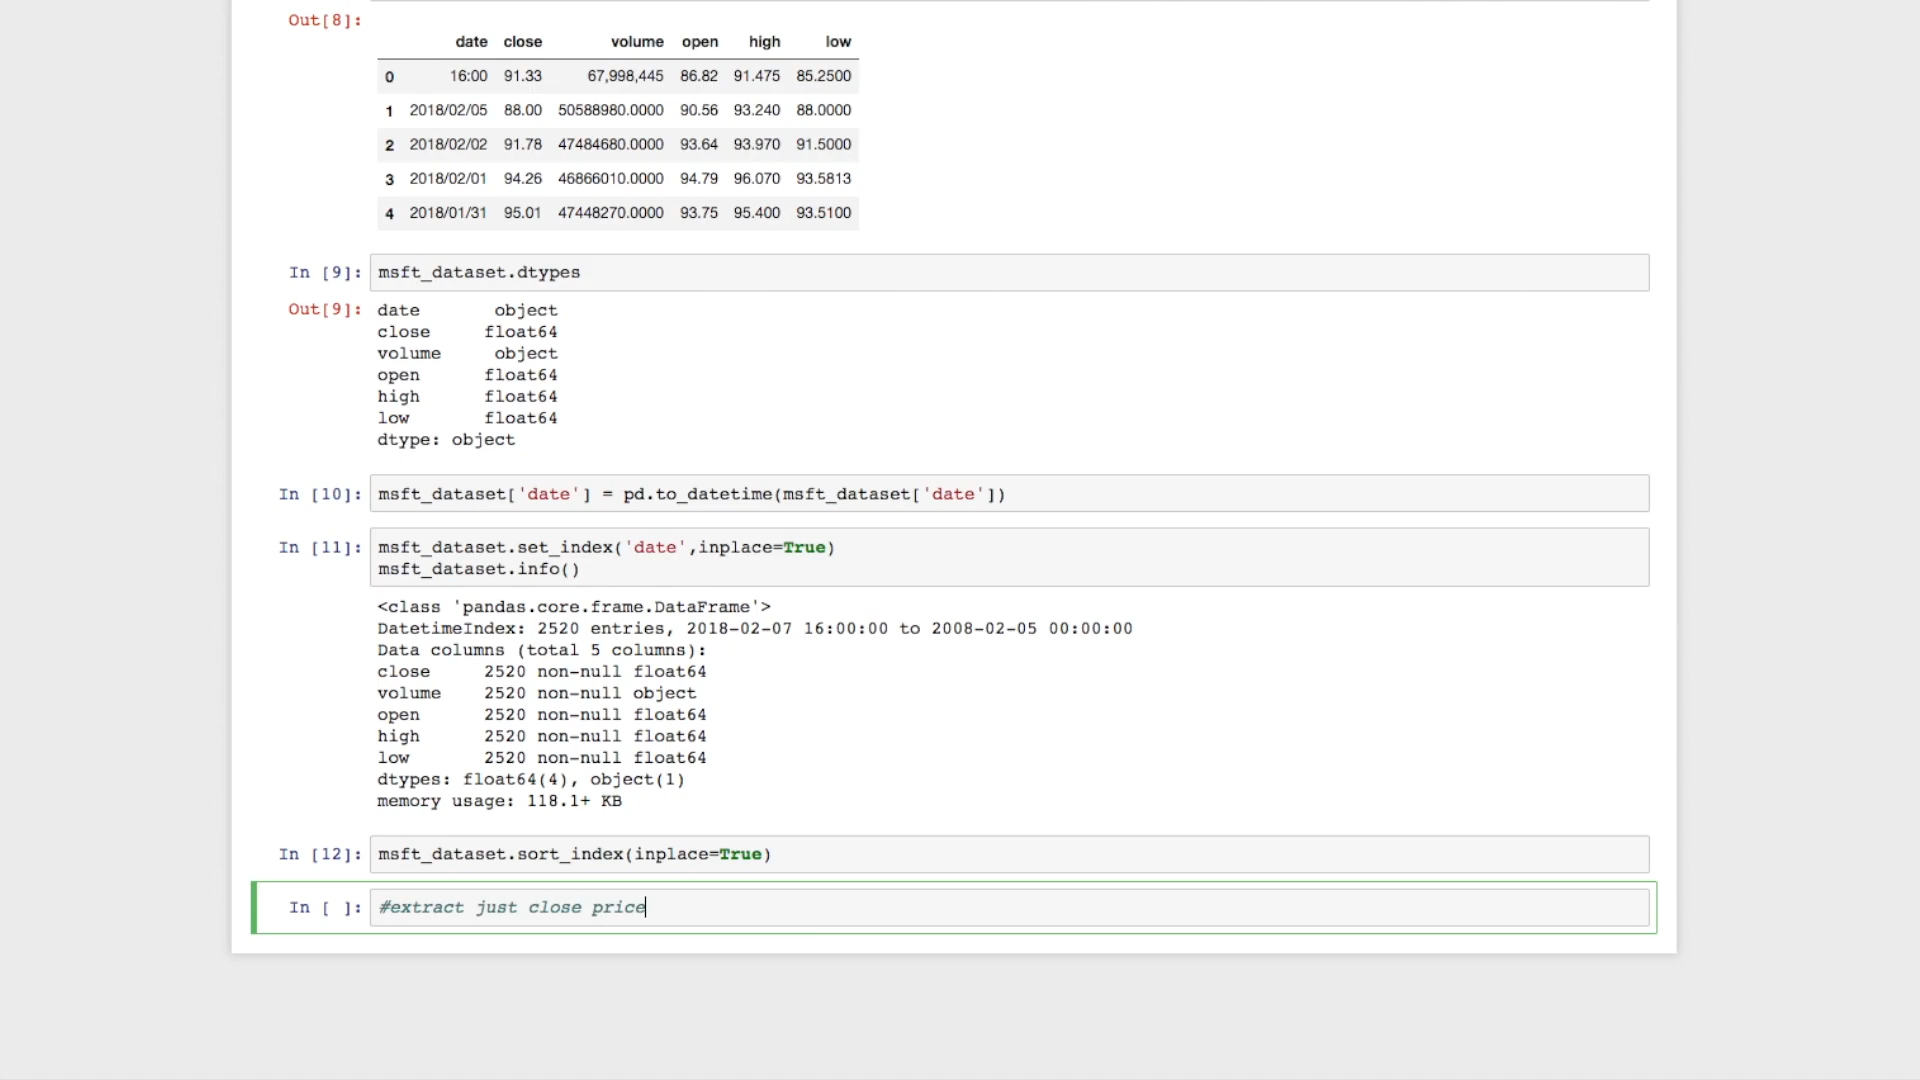 Out[8]:
date close volume open high low
0 16:00 91.33 67,998,445 86.82 91.475 85.2500
1 2018/02/05 88.00 50588980.0000 90.56 93.240 88.0000
2 2018/02/02 91.78 47484680.0000 93.64 93.970 91.5000
3 2018/02/01 94.26 46866010.0000 94.79 96.070 93.5813
4 2018/01/31 95.01 47448270.0000 93.75 95.400 93.5100
In [9]: msft_dataset.dtypes
Out[9]: date object
close float64
volume object
open float64
high float64
low float64
dtype: object
In [10]: msft_dataset['date'] = pd.to_datetime(msft_dataset['date'])
In [11]: msft_dataset.set_index('date',inplace=True)
msft_dataset.info()
<class 'pandas.core.frame.DataFrame'>
DatetimeIndex: 2520 entries, 2018-02-07 16:00:00 to 2008-02-05 00:00:00
Data columns (total 5 columns):
close 2520 non-null float64
volume 2520 non-null object
open 2520 non-null float64
high 2520 non-null float64
low 2520 non-null float64
dtypes: float64(4), object(1)
memory usage: 118.1+ KB
In [12]: msft_dataset.sort_index(inplace=True)
In [ ]: #extract just close price